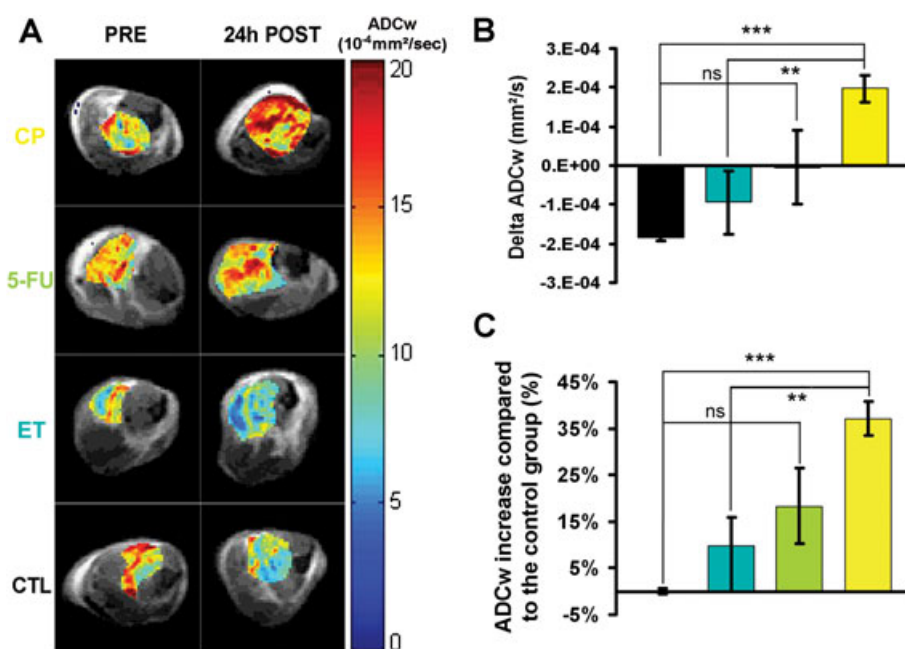 A
PRE
24h POST
ADCw
(10⁻⁴mm²/sec)
CP
5-FU
ET
CTL
20
15
10
5
0
B
Delta ADCw (mm²/s)
2.E-04
1.E-04
0.E+00
-1.E-04
-2.E-04
-3.E-04
***
ns
**
C
ADCw increase compared
to the control group (%)
45%
35%
25%
15%
5%
-5%
***
ns
**